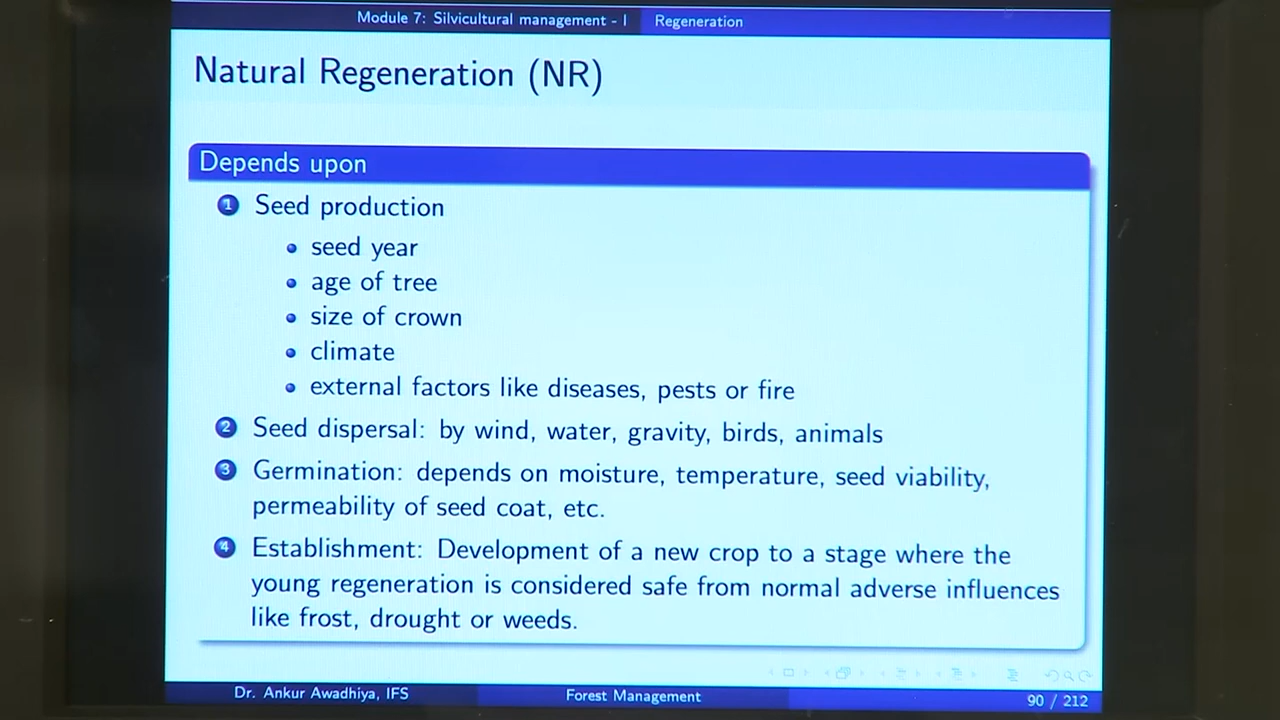 Module 7: Silvicultural management - I Regeneration
Natural Regeneration (NR)
Depends upon
1 Seed production
seed year
age of tree
size of crown
climate
external factors like diseases, pests or fire
2 Seed dispersal: by wind, water, gravity, birds, animals
3 Germination: depends on moisture, temperature, seed viability,
permeability of seed coat, etc.
4 Establishment: Development of a new crop to a stage where the
young regeneration is considered safe from normal adverse influences
like frost, drought or weeds.
Dr. Ankur Awadhiya, IFS Forest Management 90 / 212